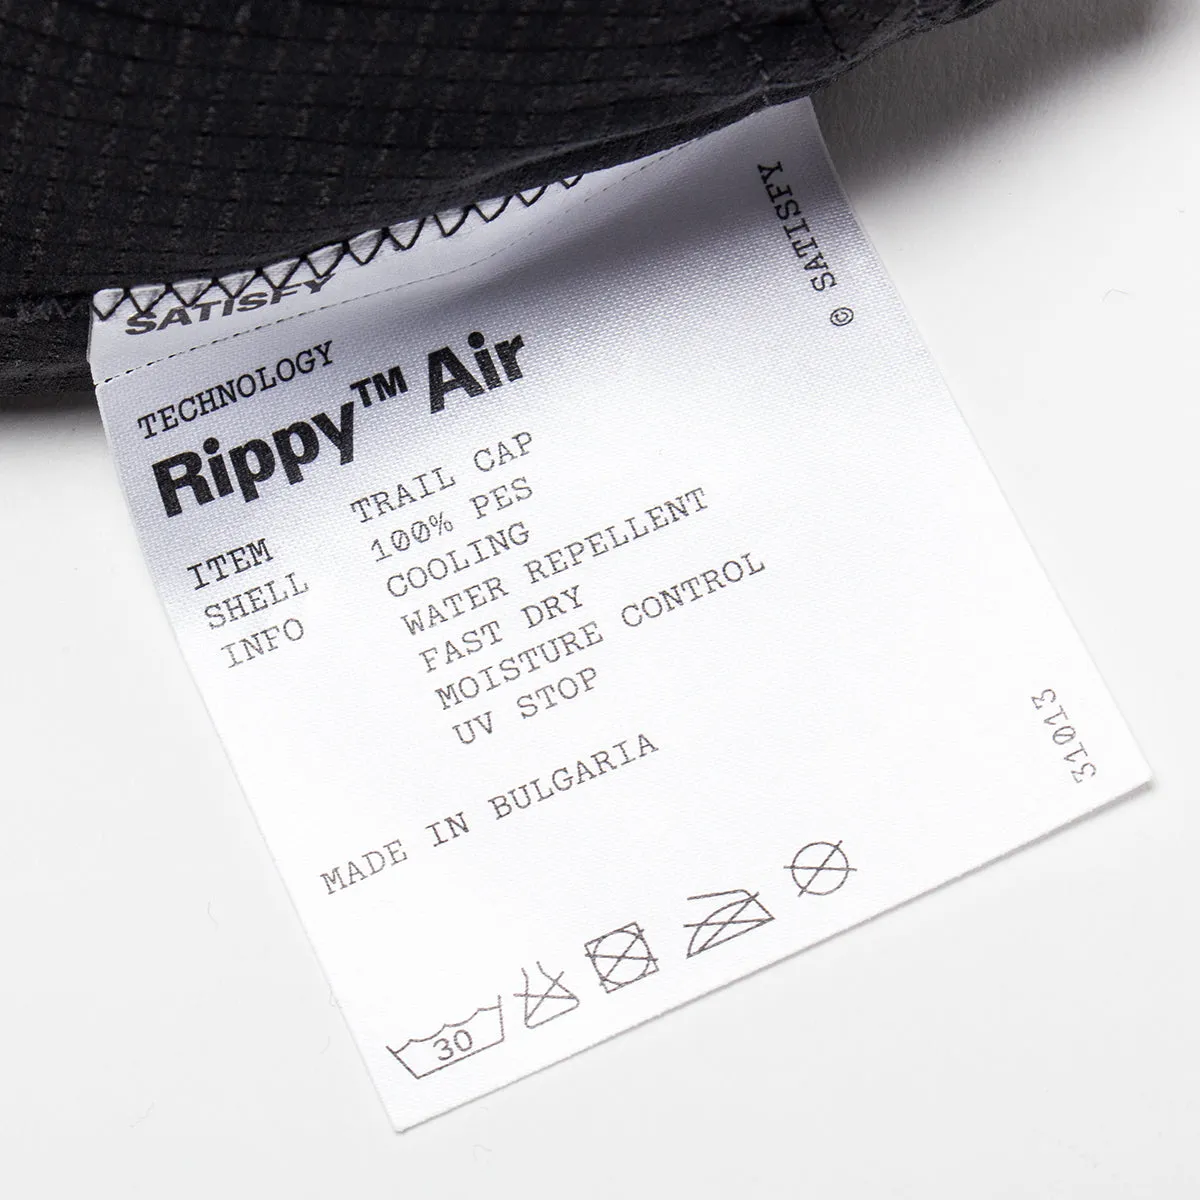 SATISFY
TECHNOLOGY
Rippy™ Air
ITEM TRAIL CAP
SHELL 100% PES
INFO COOLING
WATER REPELLENT
FAST DRY
MOISTURE CONTROL
UV STOP
MADE IN BULGARIA
30
© SATISFY
31013